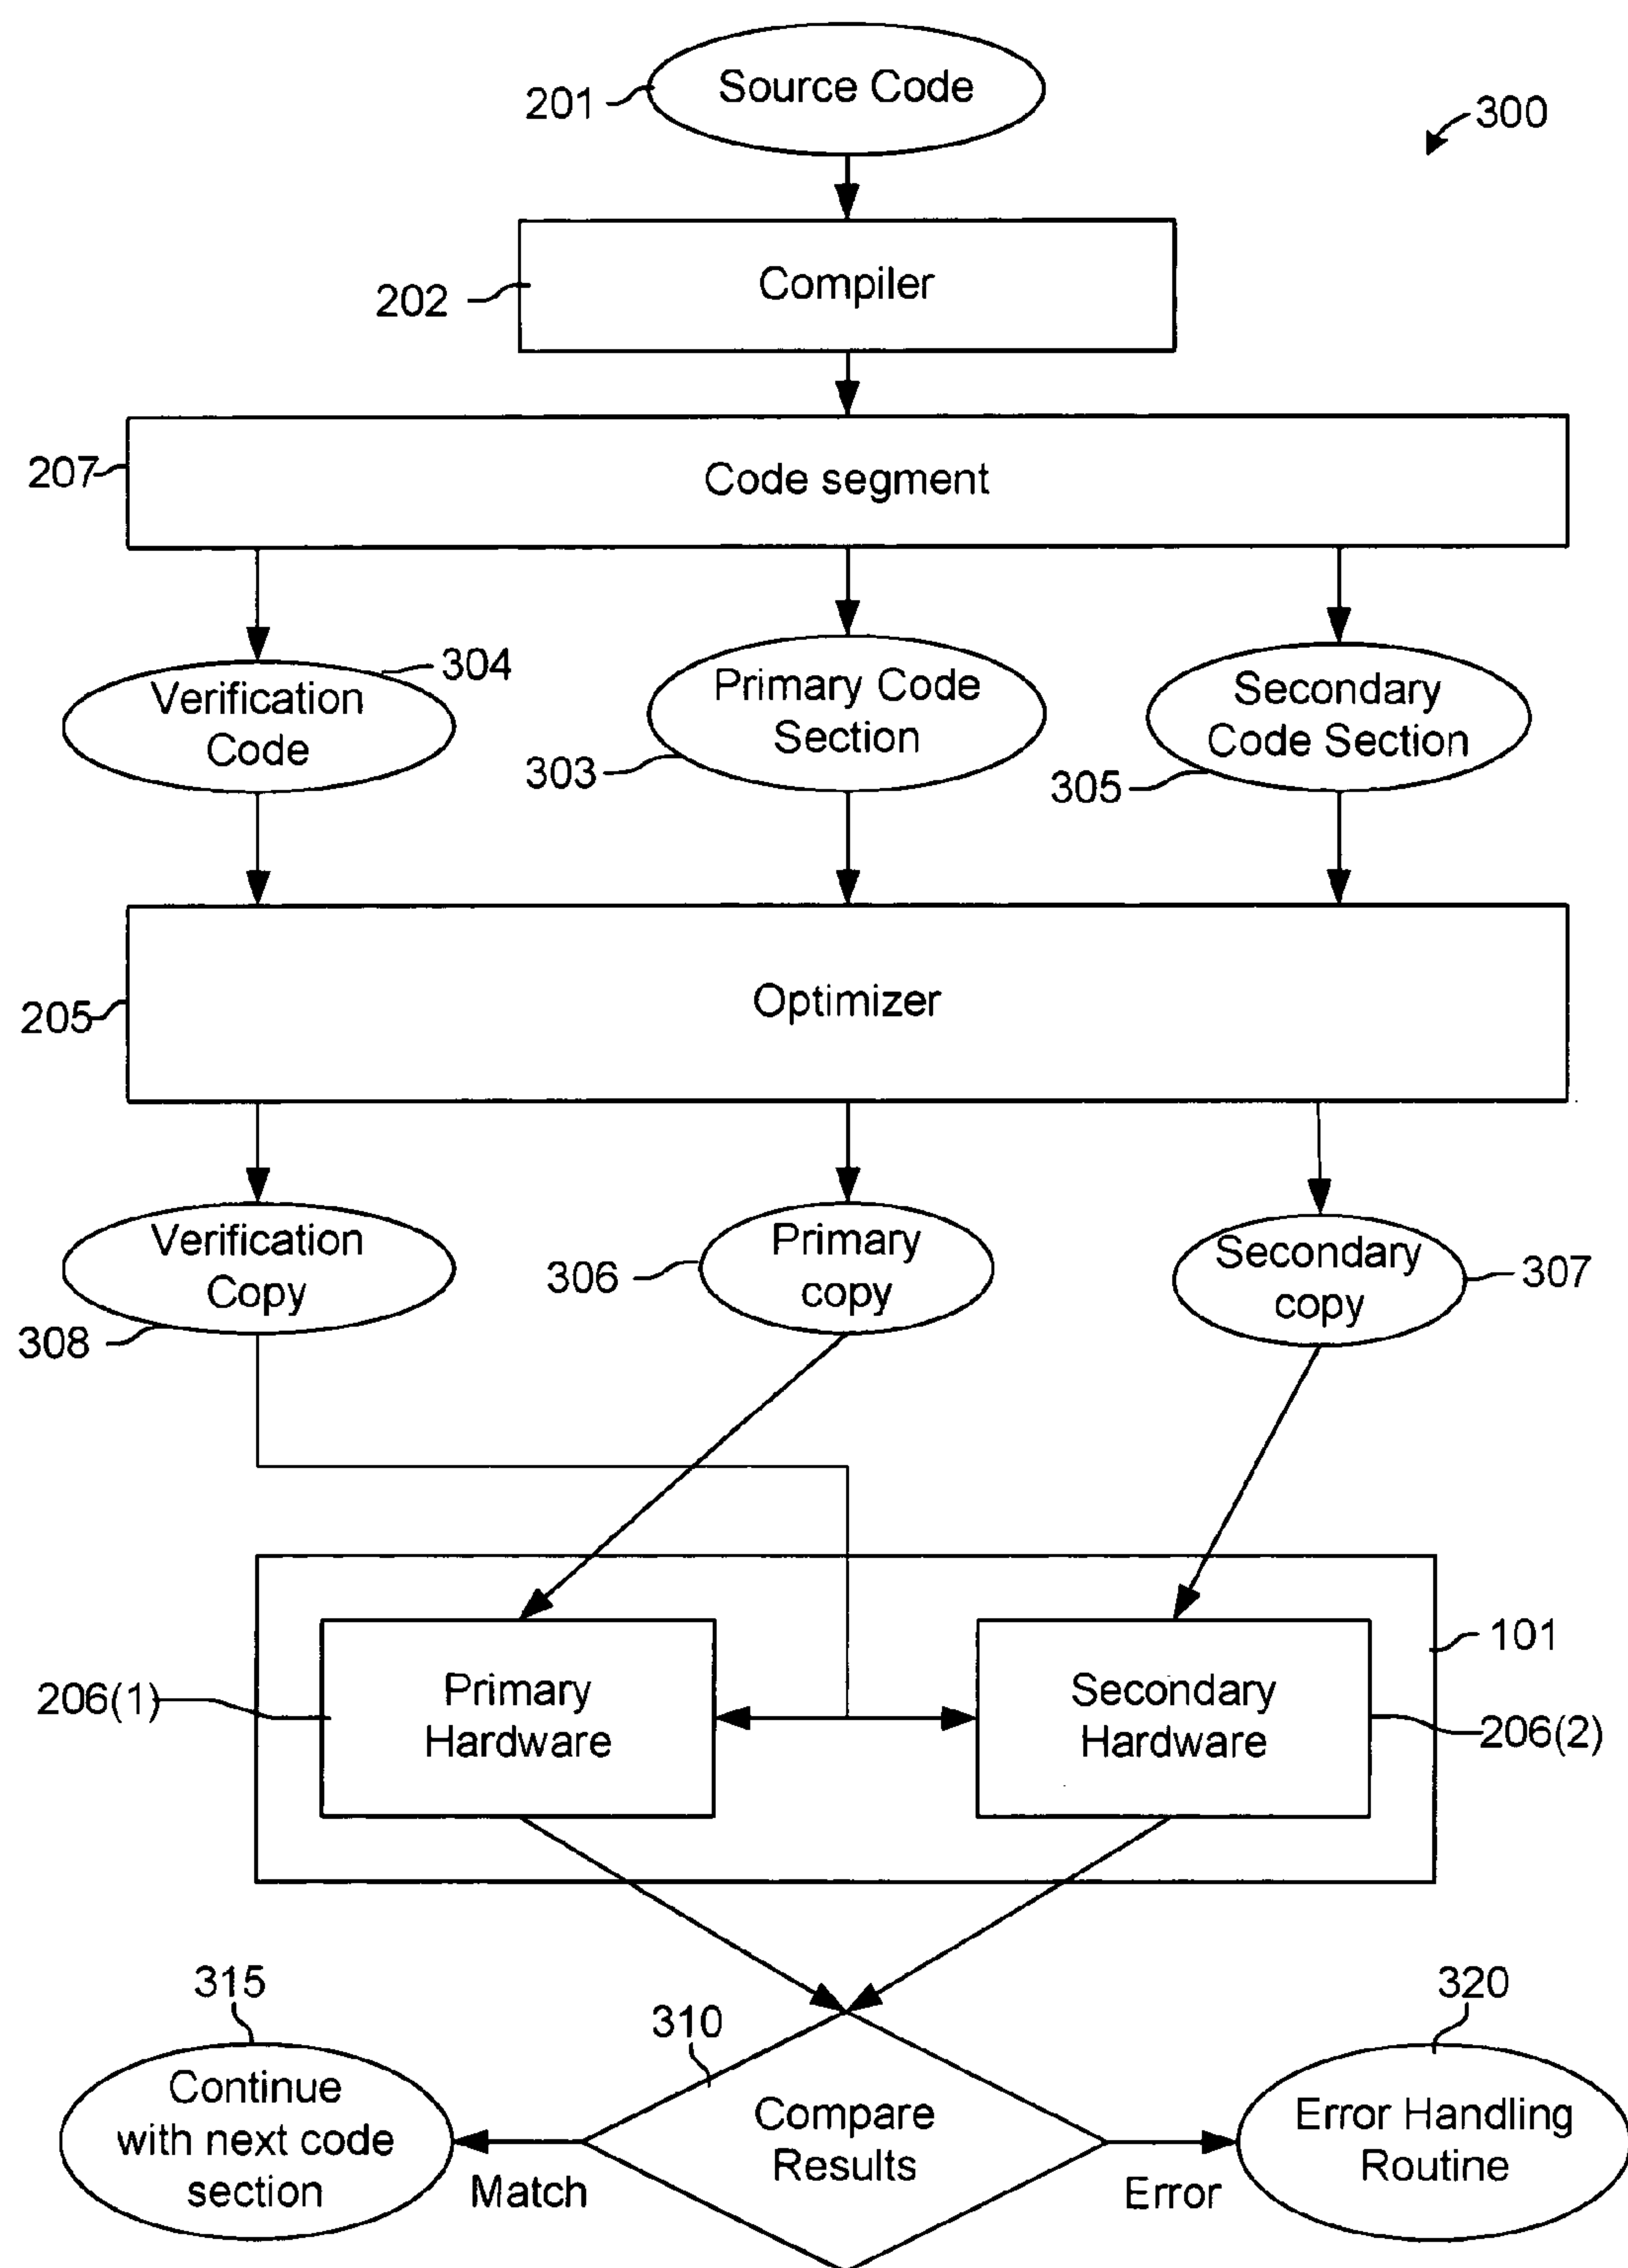 Source Code
201
300
Compiler
202
207
Code segment
304
Verification
Code
Primary Code
Section
303
Secondary
Code Section
305
205
Optimizer
Verification
Copy
308
Primary
copy
306
Secondary
copy
307
101
206(1)
Primary
Hardware
Secondary
Hardware
206(2)
315
310
320
Continue
with next code
section
Match
Compare
Results
Error
Error Handling
Routine